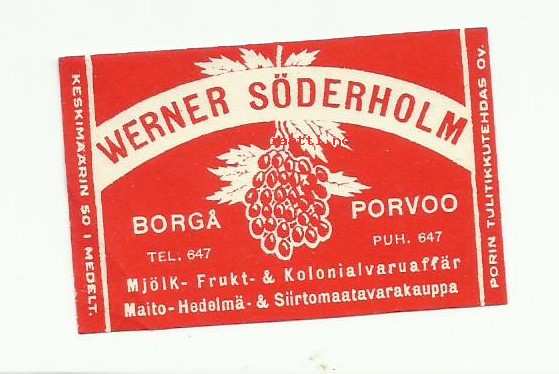 KESKIMÄÄRIN 50 I MEDELT.
WERNER SÖDERHOLM
BORGÅ
PORVOO
TEL. 647
PUH. 647
Mjölk- Frukt- & Kolonialvaruaffär
Maito- Hedelmä- & Siirtomaatavarakauppa
PORIN TULITIKKUTEHDAS OY.